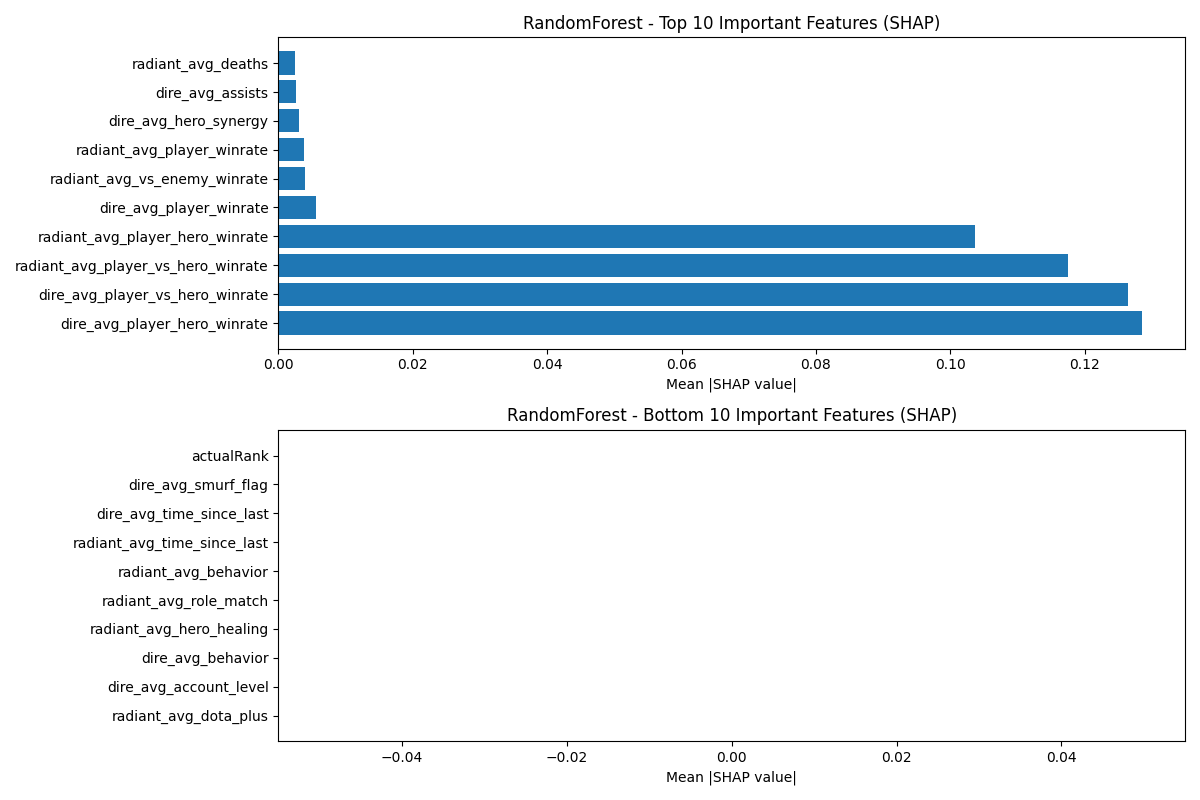 RandomForest - Top 10 Important Features (SHAP)
radiant_avg_deaths
dire_avg_assists
dire_avg_hero_synergy
radiant_avg_player_winrate
radiant_avg_vs_enemy_winrate
dire_avg_player_winrate
radiant_avg_player_hero_winrate
radiant_avg_player_vs_hero_winrate
dire_avg_player_vs_hero_winrate
dire_avg_player_hero_winrate
0.00 0.02 0.04 0.06 0.08 0.10 0.12
Mean |SHAP value|
RandomForest - Bottom 10 Important Features (SHAP)
actualRank
dire_avg_smurf_flag
dire_avg_time_since_last
radiant_avg_time_since_last
radiant_avg_behavior
radiant_avg_role_match
radiant_avg_hero_healing
dire_avg_behavior
dire_avg_account_level
radiant_avg_dota_plus
−0.04 −0.02 0.00 0.02 0.04
Mean |SHAP value|